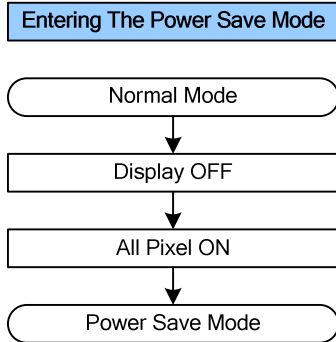 Entering The Power Save Mode
Normal Mode
Display OFF
All Pixel ON
Power Save Mode